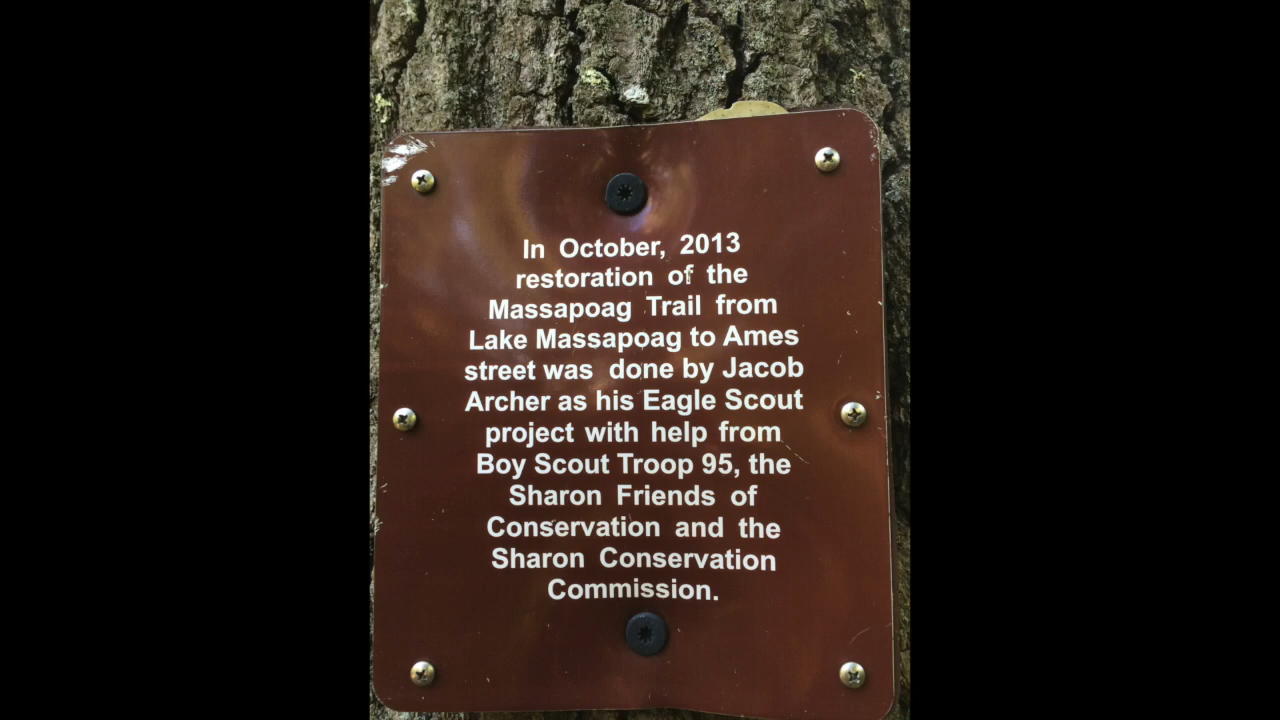 In October, 2013
restoration of the
Massapoag Trail from
Lake Massapoag to Ames
street was done by Jacob
Archer as his Eagle Scout
project with help from
Boy Scout Troop 95, the
Sharon Friends of
Conservation and the
Sharon Conservation
Commission.